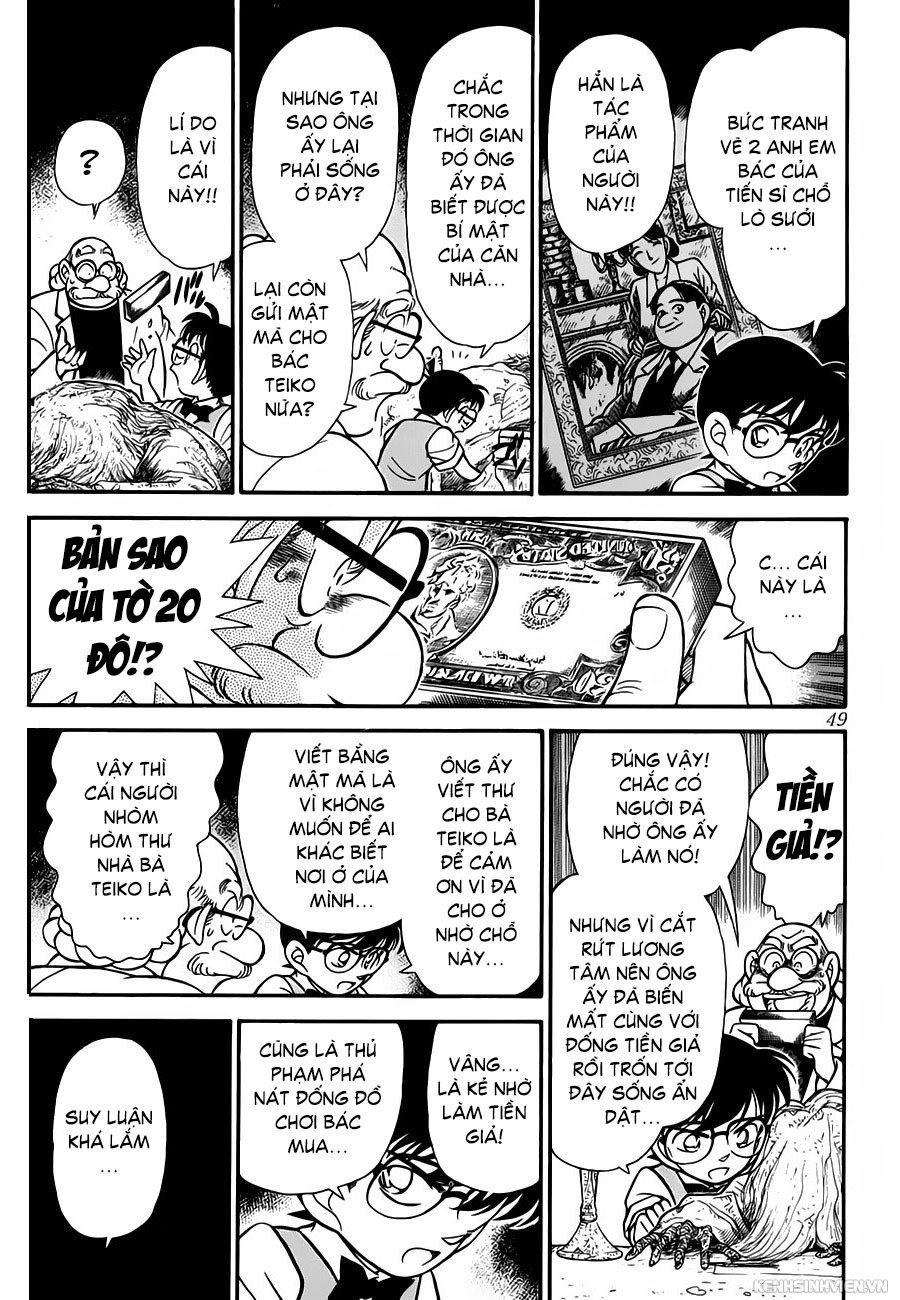 BỨC TRANH
VẼ 2 ANH EM
BÁC CỦA
TIẾN SĨ CHỔ
LÒ SƯỞI
...
HẲN LÀ
TÁC
PHẨM
CỦA
NGƯỜI
NÀY!!
CHẮC
TRONG
THỜI GIAN
ĐÓ ÔNG
ẤY ĐÃ
BIẾT ĐƯỢC
BÍ MẬT
CỦA CĂN
NHÀ...
NHƯNG TẠI
SAO ÔNG
ẤY LẠI
PHẢI SỐNG
Ở ĐÂY?
LẠI CÒN
GỬI MẬT
MÃ CHO
BÁC
TEIKO
NỮA?
LÍ DO
LÀ VÌ
CÁI
NÀY!!
?
C... CÁI
NÀY LÀ
...
BẢN SAO
CỦA TỜ 20
ĐÔ!?
49
TIỀN
GIẢ!?
ĐÚNG VẬY!
CHẮC CÓ
NGƯỜI ĐÃ
NHỜ ÔNG ẤY
LÀM NÓ!
NHƯNG VÌ CẮT
RỨT LƯƠNG
TÂM NÊN ÔNG
ẤY ĐÃ BIẾN
MẤT CÙNG VỚI
ĐỐNG TIỀN GIẢ
RỒI TRỐN TỚI
ĐÂY SỐNG ẨN
DẬT...
ÔNG ẤY
VIẾT THƯ
CHO BÀ
TEIKO LÀ
ĐỂ CẢM
ƠN VÌ ĐÃ
CHO Ở
NHỜ CHỖ
NÀY...
VIẾT BẰNG
MẬT MÃ LÀ
VÌ KHÔNG
MUỐN ĐỂ AI
KHÁC BIẾT
NƠI Ở CỦA
MÌNH...
VẬY THÌ
CÁI NGƯỜI
NHÒM
HÒM THƯ
NHÀ BÀ
TEIKO LÀ
...
VÂNG...
LÀ KẺ NHỜ
LÀM TIỀN
GIẢ!
CŨNG LÀ THỦ
PHẠM PHÁ
NÁT ĐỐNG ĐỒ
CHƠI BÁC
MUA...
SUY LUẬN
KHÁ LẮM
...
KENHSINHVIEN.VN